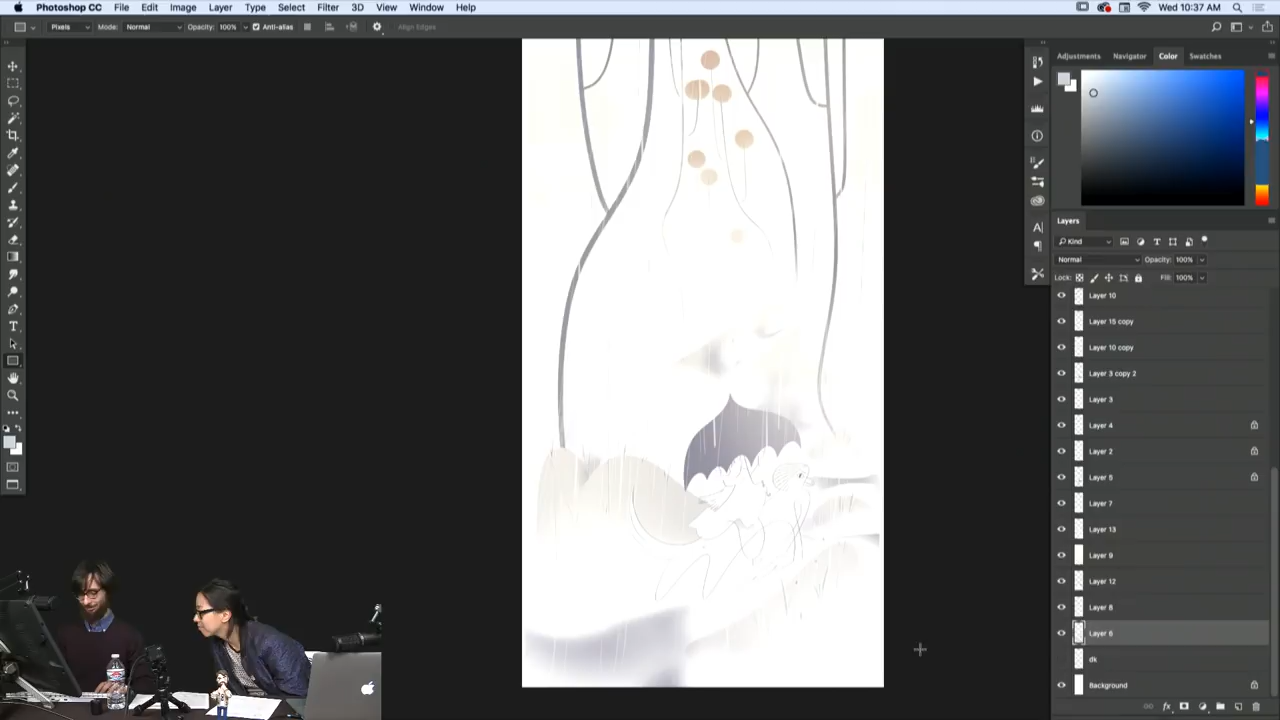 Photoshop CC File Edit Image Layer Type Select Filter 3D View Window Help Wed 10:37 AM
Pixels Mode: Normal Opacity: 100% Anti-alias Align Edges
Adjustments Navigator Color Swatches
Layers
Kind
Normal Opacity: 100%
Lock: Fill: 100%
Layer 10
Layer 15 copy
Layer 10 copy
Layer 3 copy 2
Layer 3
Layer 4
Layer 2
Layer 5
Layer 7
Layer 13
Layer 9
Layer 12
Layer 8
Layer 6
dk
Background